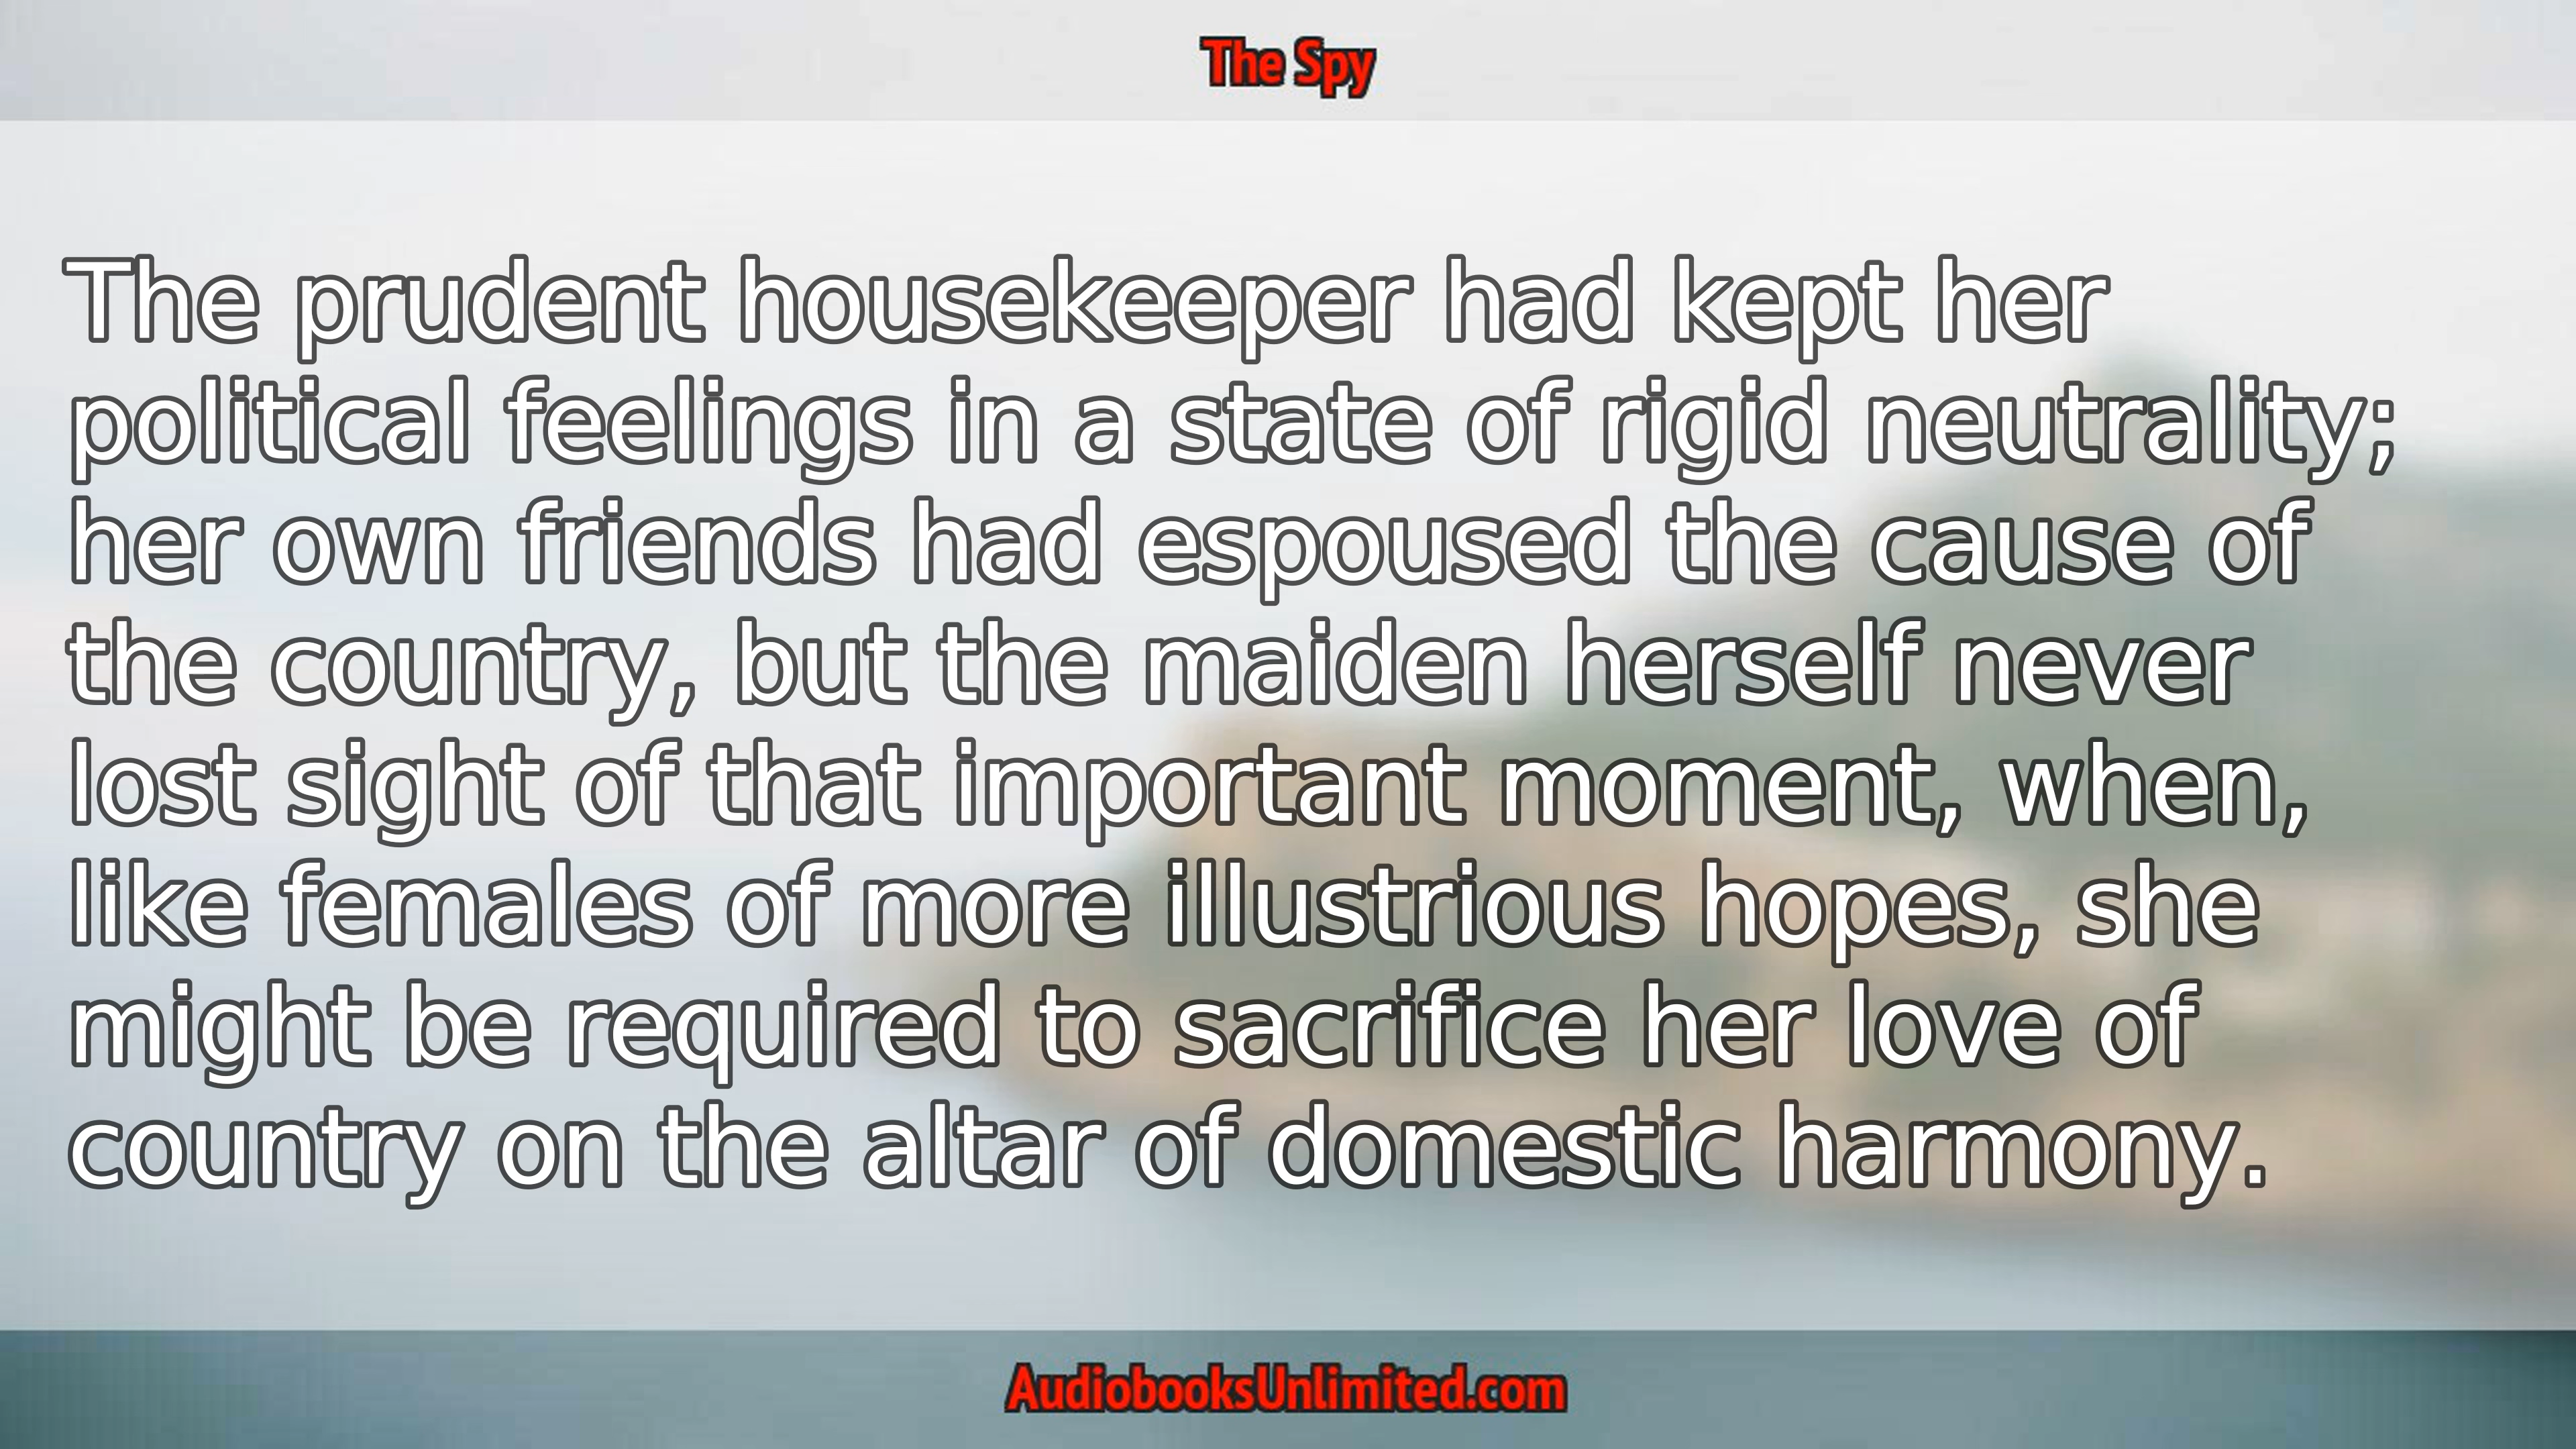 The Spy
The prudent housekeeper had kept her
political feelings in a state of rigid neutrality;
her own friends had espoused the cause of
the country, but the maiden herself never
lost sight of that important moment, when,
like females of more illustrious hopes, she
might be required to sacrifice her love of
country on the altar of domestic harmony.
AudiobooksUnlimited.com